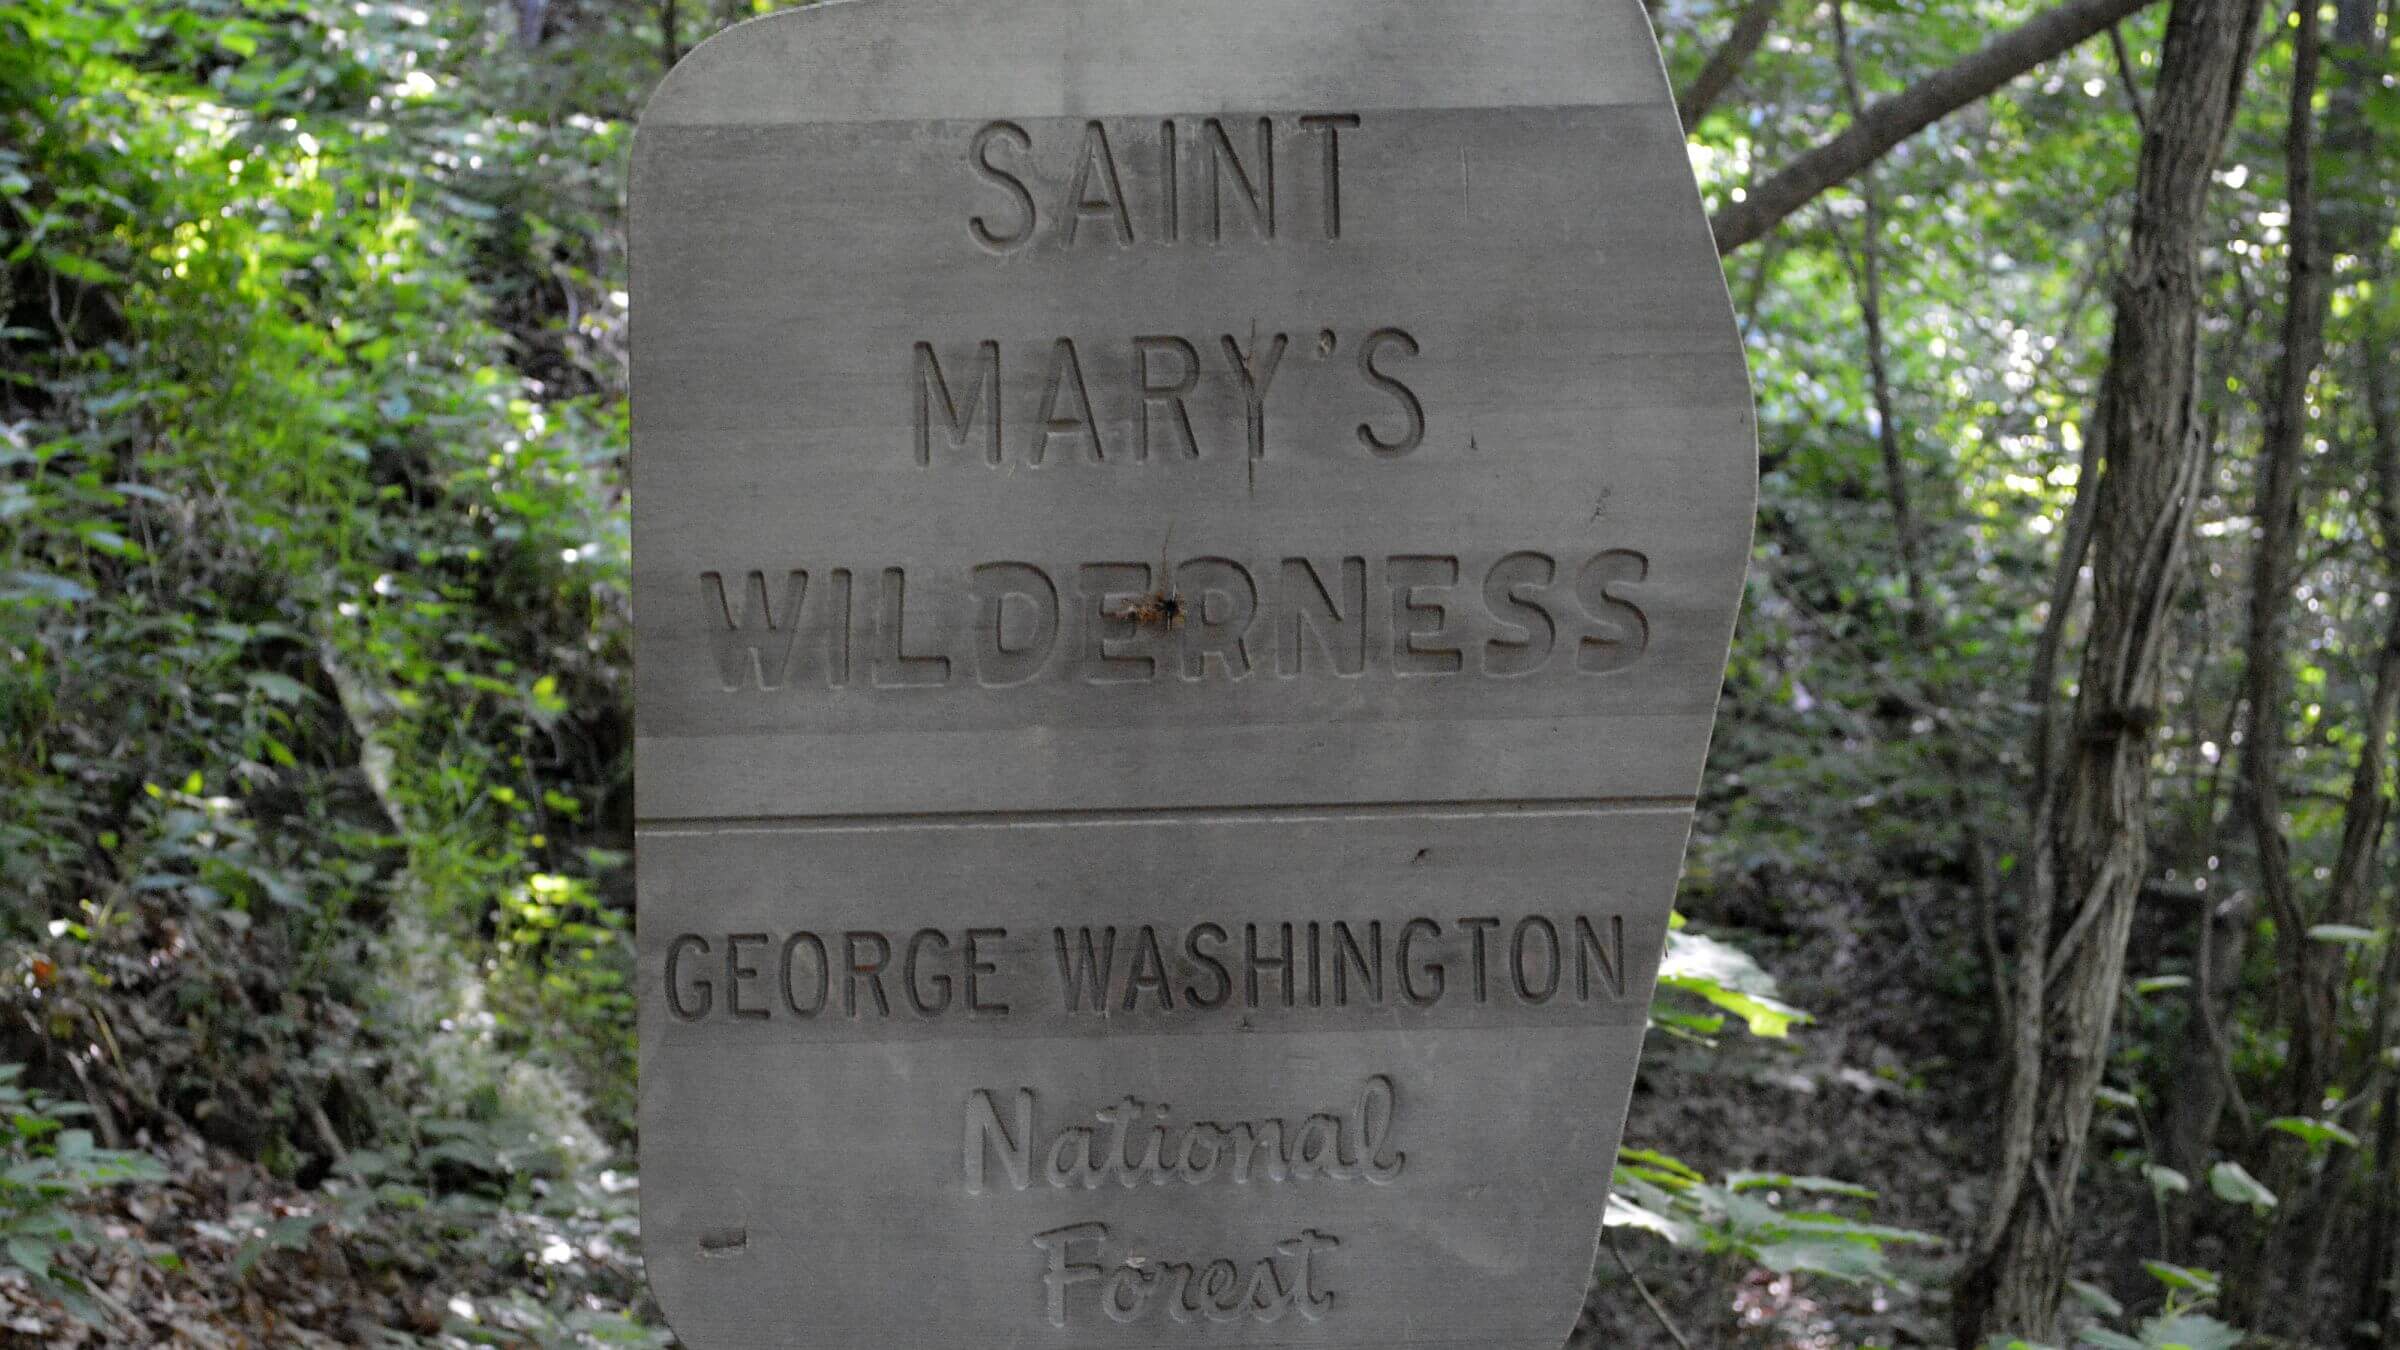 SAINT
MARY'S
WILDERNESS
GEORGE WASHINGTON
National
Forest